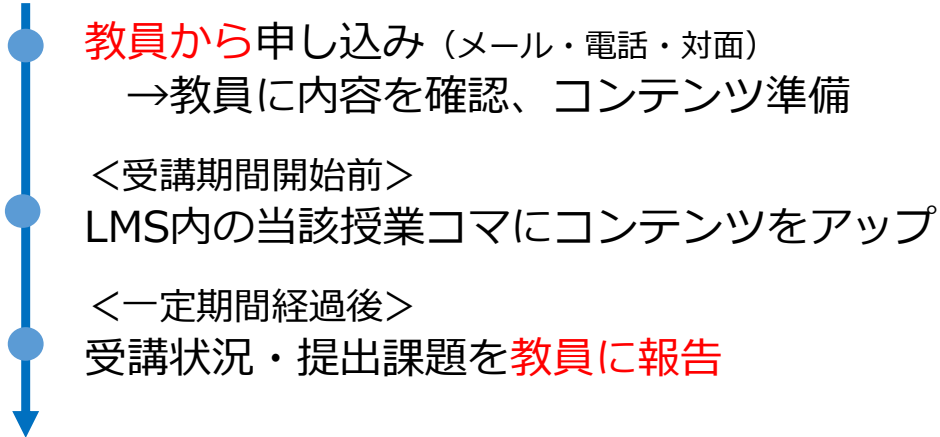 教員から申し込み（メール・電話・対面）
→教員に内容を確認、コンテンツ準備
＜受講期間開始前＞
LMS内の当該授業コマにコンテンツをアップ
＜一定期間経過後＞
受講状況・提出課題を教員に報告